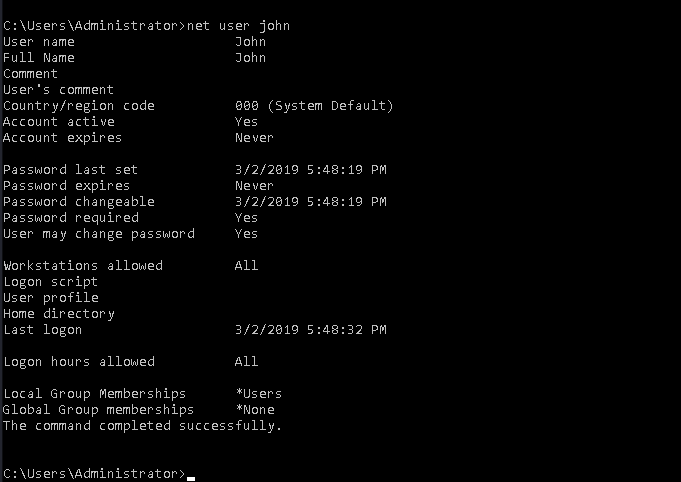 C:\Users\Administrator>net user john
User name                    John
Full Name                    John
Comment
User's comment
Country/region code          000 (System Default)
Account active               Yes
Account expires              Never

Password last set            3/2/2019 5:48:19 PM
Password expires             Never
Password changeable          3/2/2019 5:48:19 PM
Password required            Yes
User may change password     Yes

Workstations allowed         All
Logon script
User profile
Home directory
Last logon                   3/2/2019 5:48:32 PM

Logon hours allowed          All

Local Group Memberships      *Users
Global Group memberships     *None
The command completed successfully.

C:\Users\Administrator>